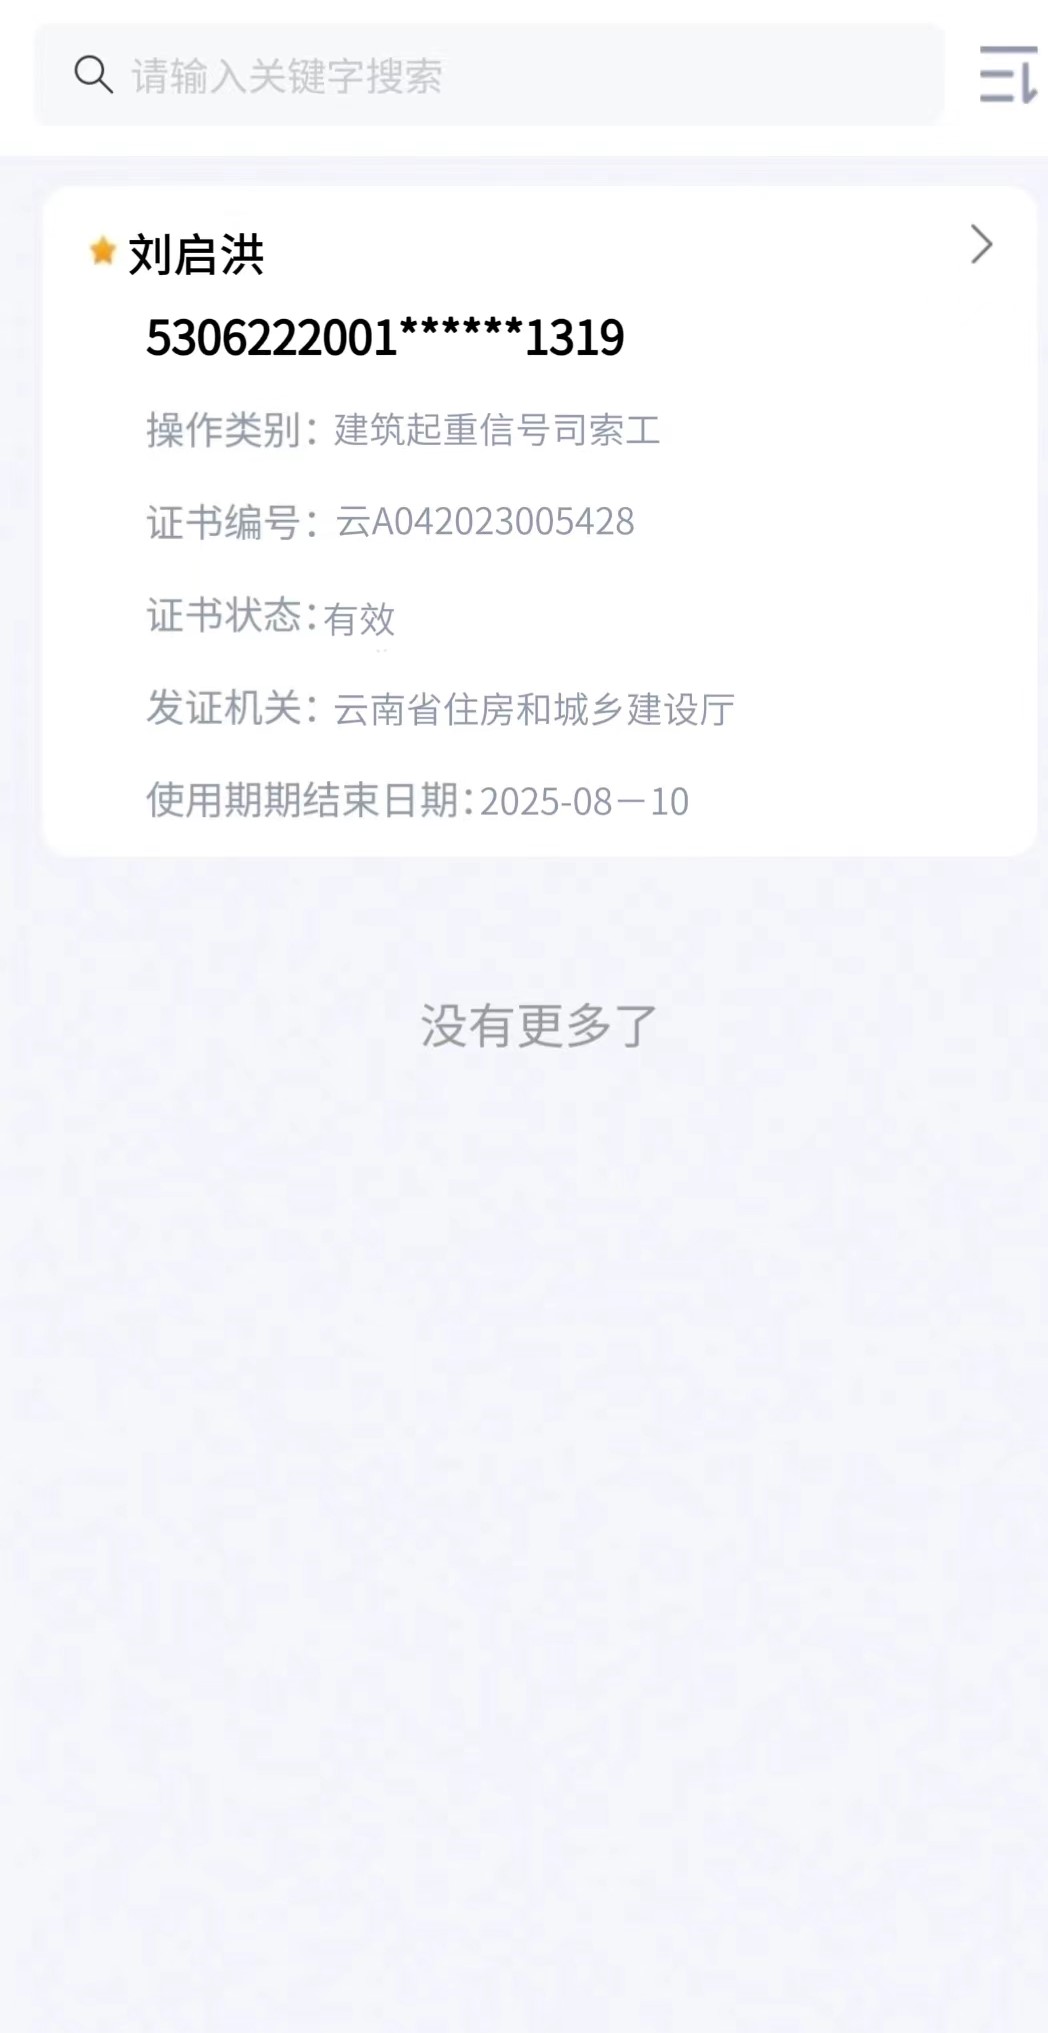 请输入关键字搜索
刘启洪
5306222001******1319
操作类别：建筑起重信号司索工
证书编号：云A042023005428
证书状态：有效
发证机关：云南省住房和城乡建设厅
使用期期结束日期：2025-08－10
没有更多了